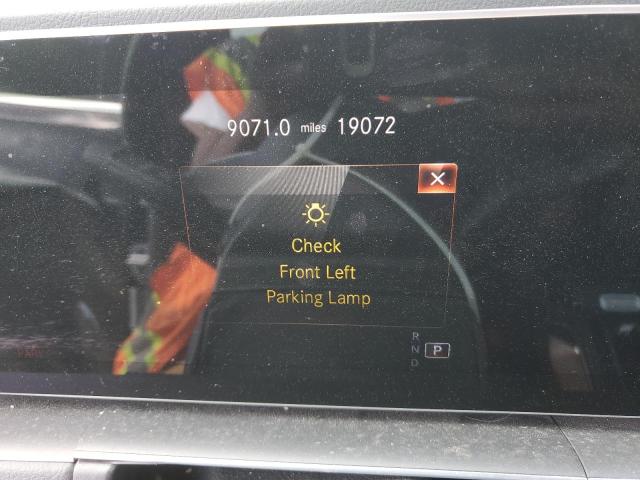 9071.0 miles 19072
X
Check
Front Left
Parking Lamp
R
N P
D